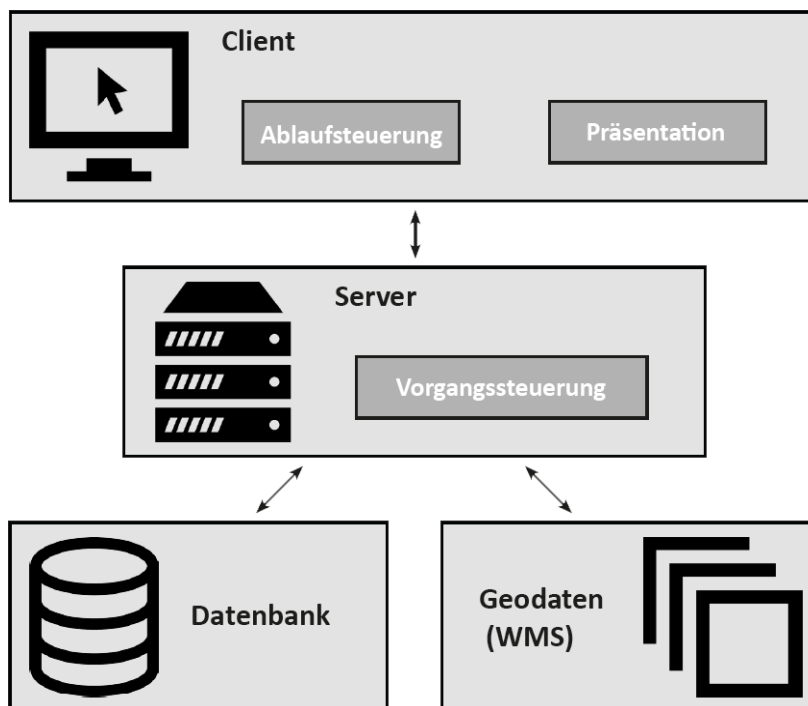 Client
Ablaufsteuerung
Präsentation
Server
Vorgangssteuerung
Datenbank
Geodaten
(WMS)